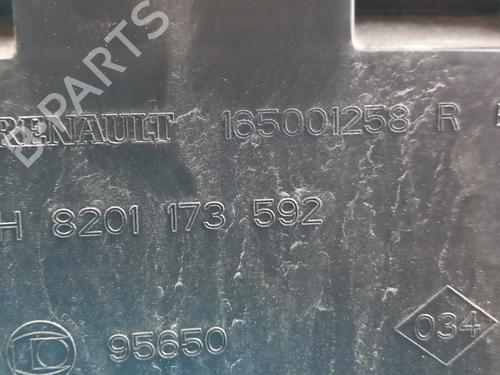 B-PARTS
RENAULT 165001258 R
H 8201 173 592
95650 034